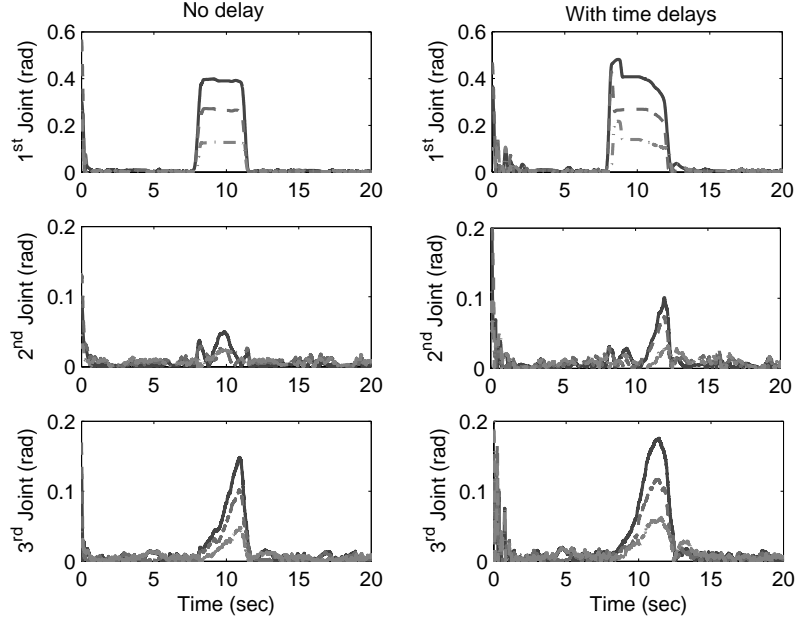 No delay
With time delays
0.6
0.4
0.2
0
1st Joint (rad)
0 5 10 15 20
0.6
0.4
0.2
0
1st Joint (rad)
0 5 10 15 20
0.2
0.1
0
2nd Joint (rad)
0 5 10 15 20
0.2
0.1
0
2nd Joint (rad)
0 5 10 15 20
0.2
0.1
0
3rd Joint (rad)
0 5 10 15 20
Time (sec)
0.2
0.1
0
3rd Joint (rad)
0 5 10 15 20
Time (sec)